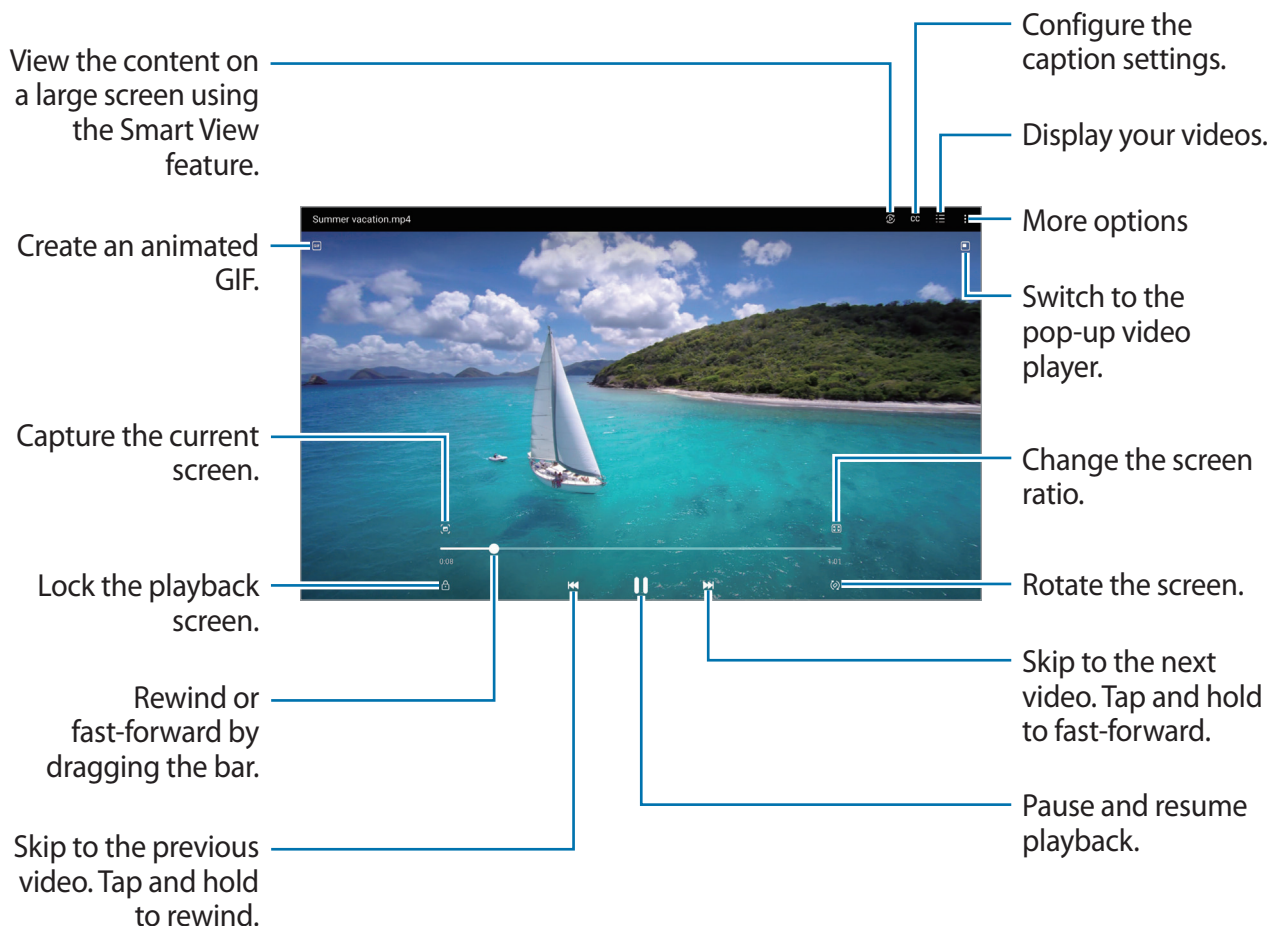 View the content on
a large screen using
the Smart View
feature.
Create an animated
GIF.
Capture the current
screen.
Lock the playback
screen.
Rewind or
fast-forward by
dragging the bar.
Skip to the previous
video. Tap and hold
to rewind.
Summer vacation.mp4
CC
GIF
0:08
1:01
Configure the
caption settings.
Display your videos.
More options
Switch to the
pop-up video
player.
Change the screen
ratio.
Rotate the screen.
Skip to the next
video. Tap and hold
to fast-forward.
Pause and resume
playback.